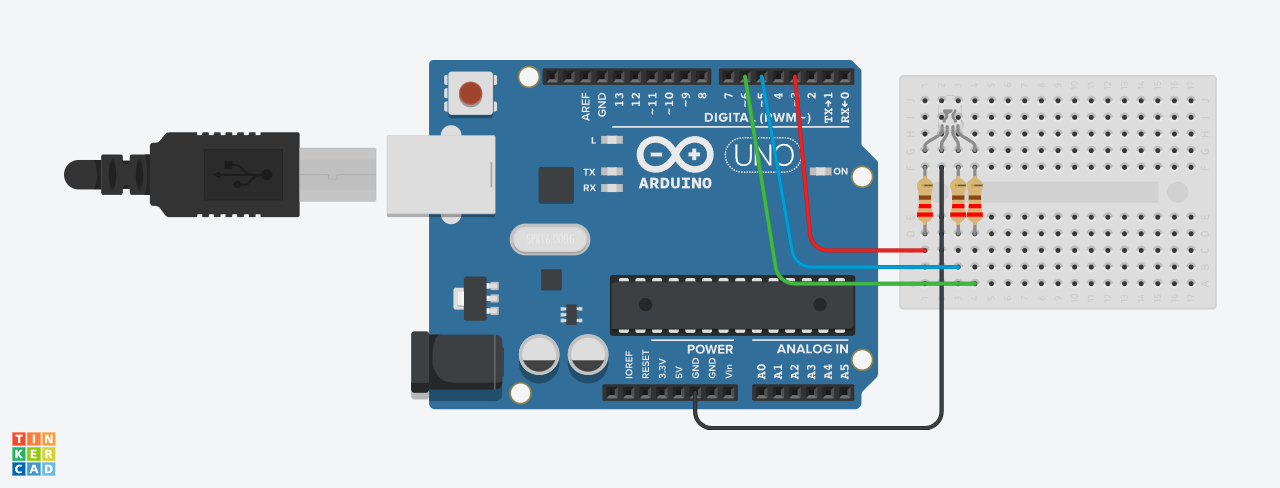 AREF
GND
13
12
~11
~10
~9
8
7
~6
~5
4
~3
2
TX→1
RX←0
DIGITAL (PWM~)
L
TX
RX
ARDUINO
UNO
ON
POWER
ANALOG IN
IOREF
RESET
3.3V
5V
GND
GND
Vin
A0
A1
A2
A3
A4
A5
TIN
KER
CAD